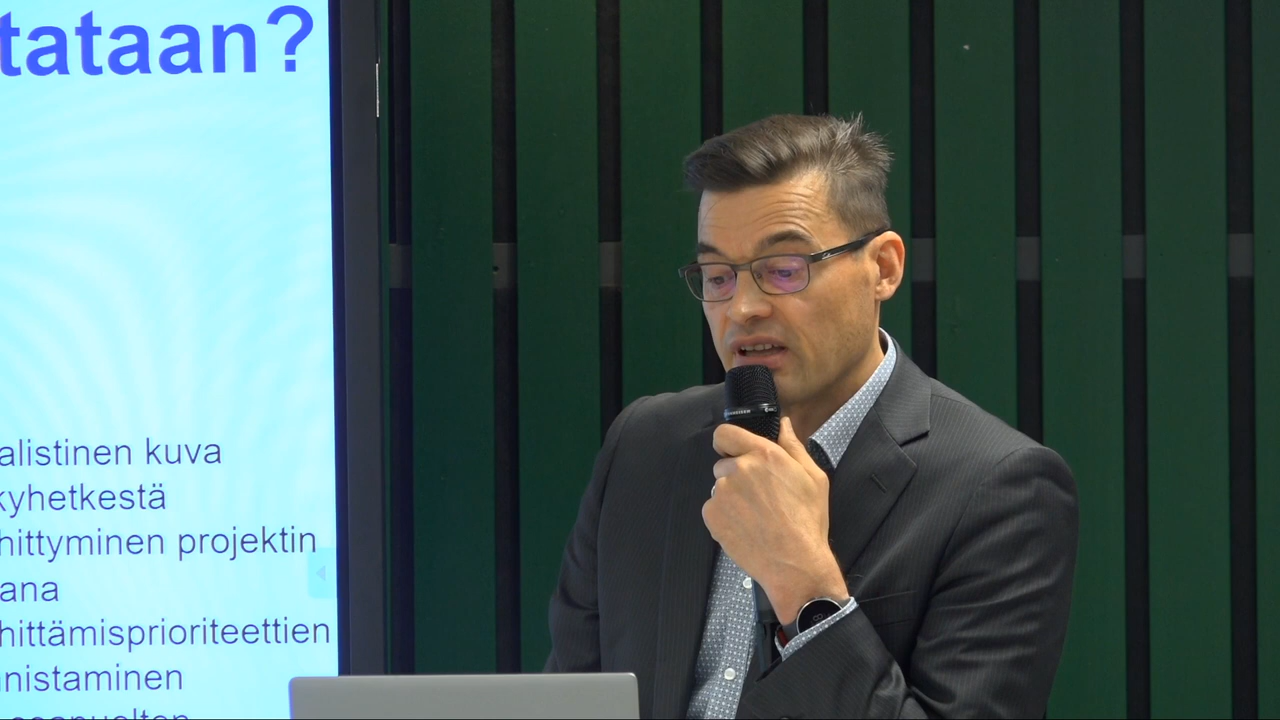 tataan?
alistinen kuva
kyhetkestä
hittyminen projektin
ana
hittämisprioriteettien
nistaminen